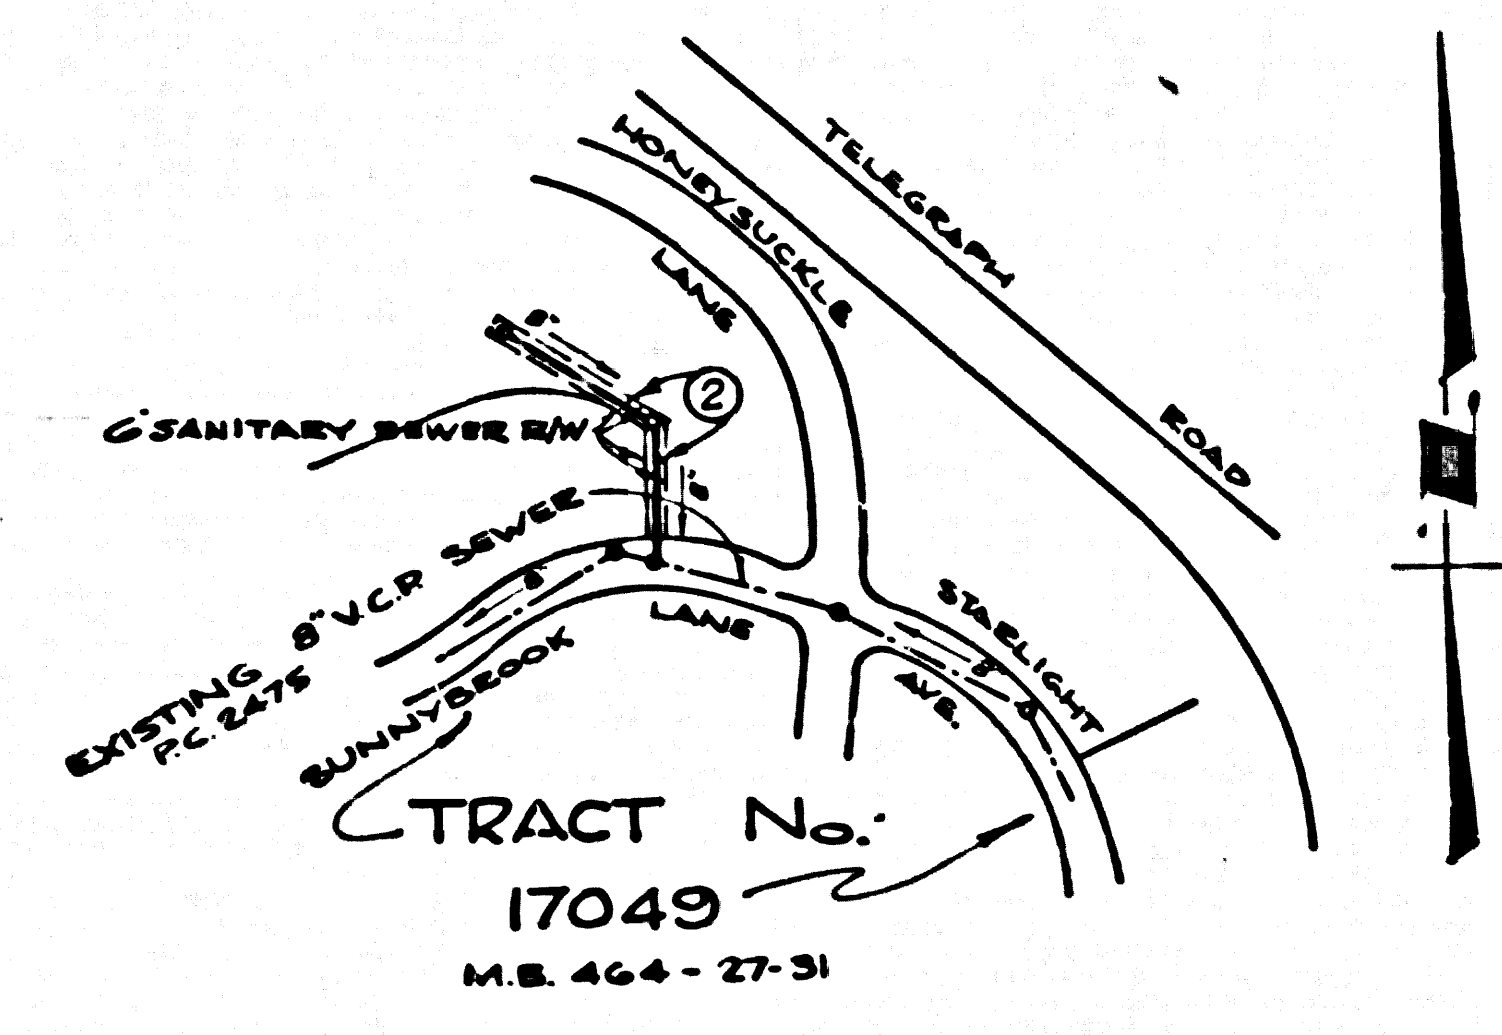 TELEGRAPH
ROAD
HONEYSUCKLE
LANE
8"
2
6' SANITARY SEWER R/W
8"
EXISTING 8" V.C.P. SEWER
P.C. 2475
8"
SUNNYBROOK
LANE
STARLIGHT
AVE.
8"
TRACT No.:
17049
M.B. 464 - 27-31